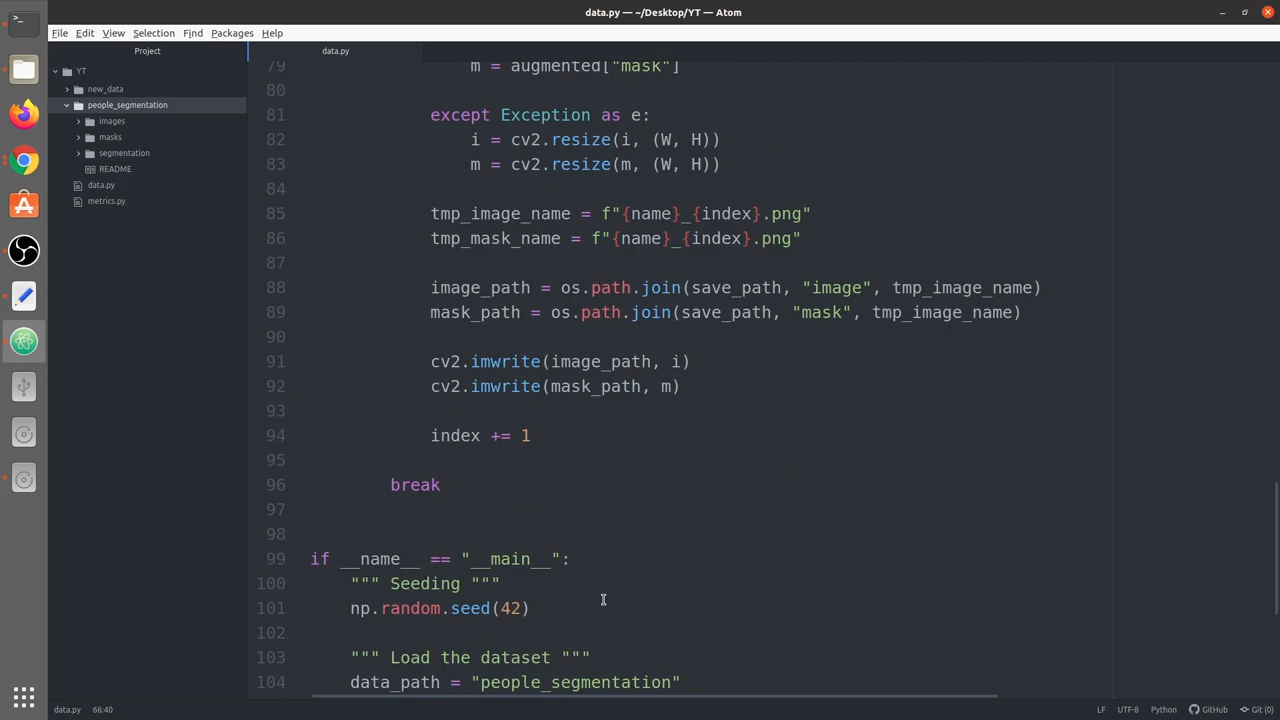 data.py — ~/Desktop/YT — Atom
File Edit View Selection Find Packages Help
Project
data.py
YT
new_data
people_segmentation
images
masks
segmentation
README
data.py
metrics.py
79 m = augmented["mask"]
80
81 except Exception as e:
82 i = cv2.resize(i, (W, H))
83 m = cv2.resize(m, (W, H))
84
85 tmp_image_name = f"{name}_{index}.png"
86 tmp_mask_name = f"{name}_{index}.png"
87
88 image_path = os.path.join(save_path, "image", tmp_image_name)
89 mask_path = os.path.join(save_path, "mask", tmp_image_name)
90
91 cv2.imwrite(image_path, i)
92 cv2.imwrite(mask_path, m)
93
94 index += 1
95
96 break
97
98
99 if __name__ == "__main__":
100 """ Seeding """
101 np.random.seed(42)
102
103 """ Load the dataset """
104 data_path = "people_segmentation"
data.py 66:40 LF UTF-8 Python GitHub Git (0)